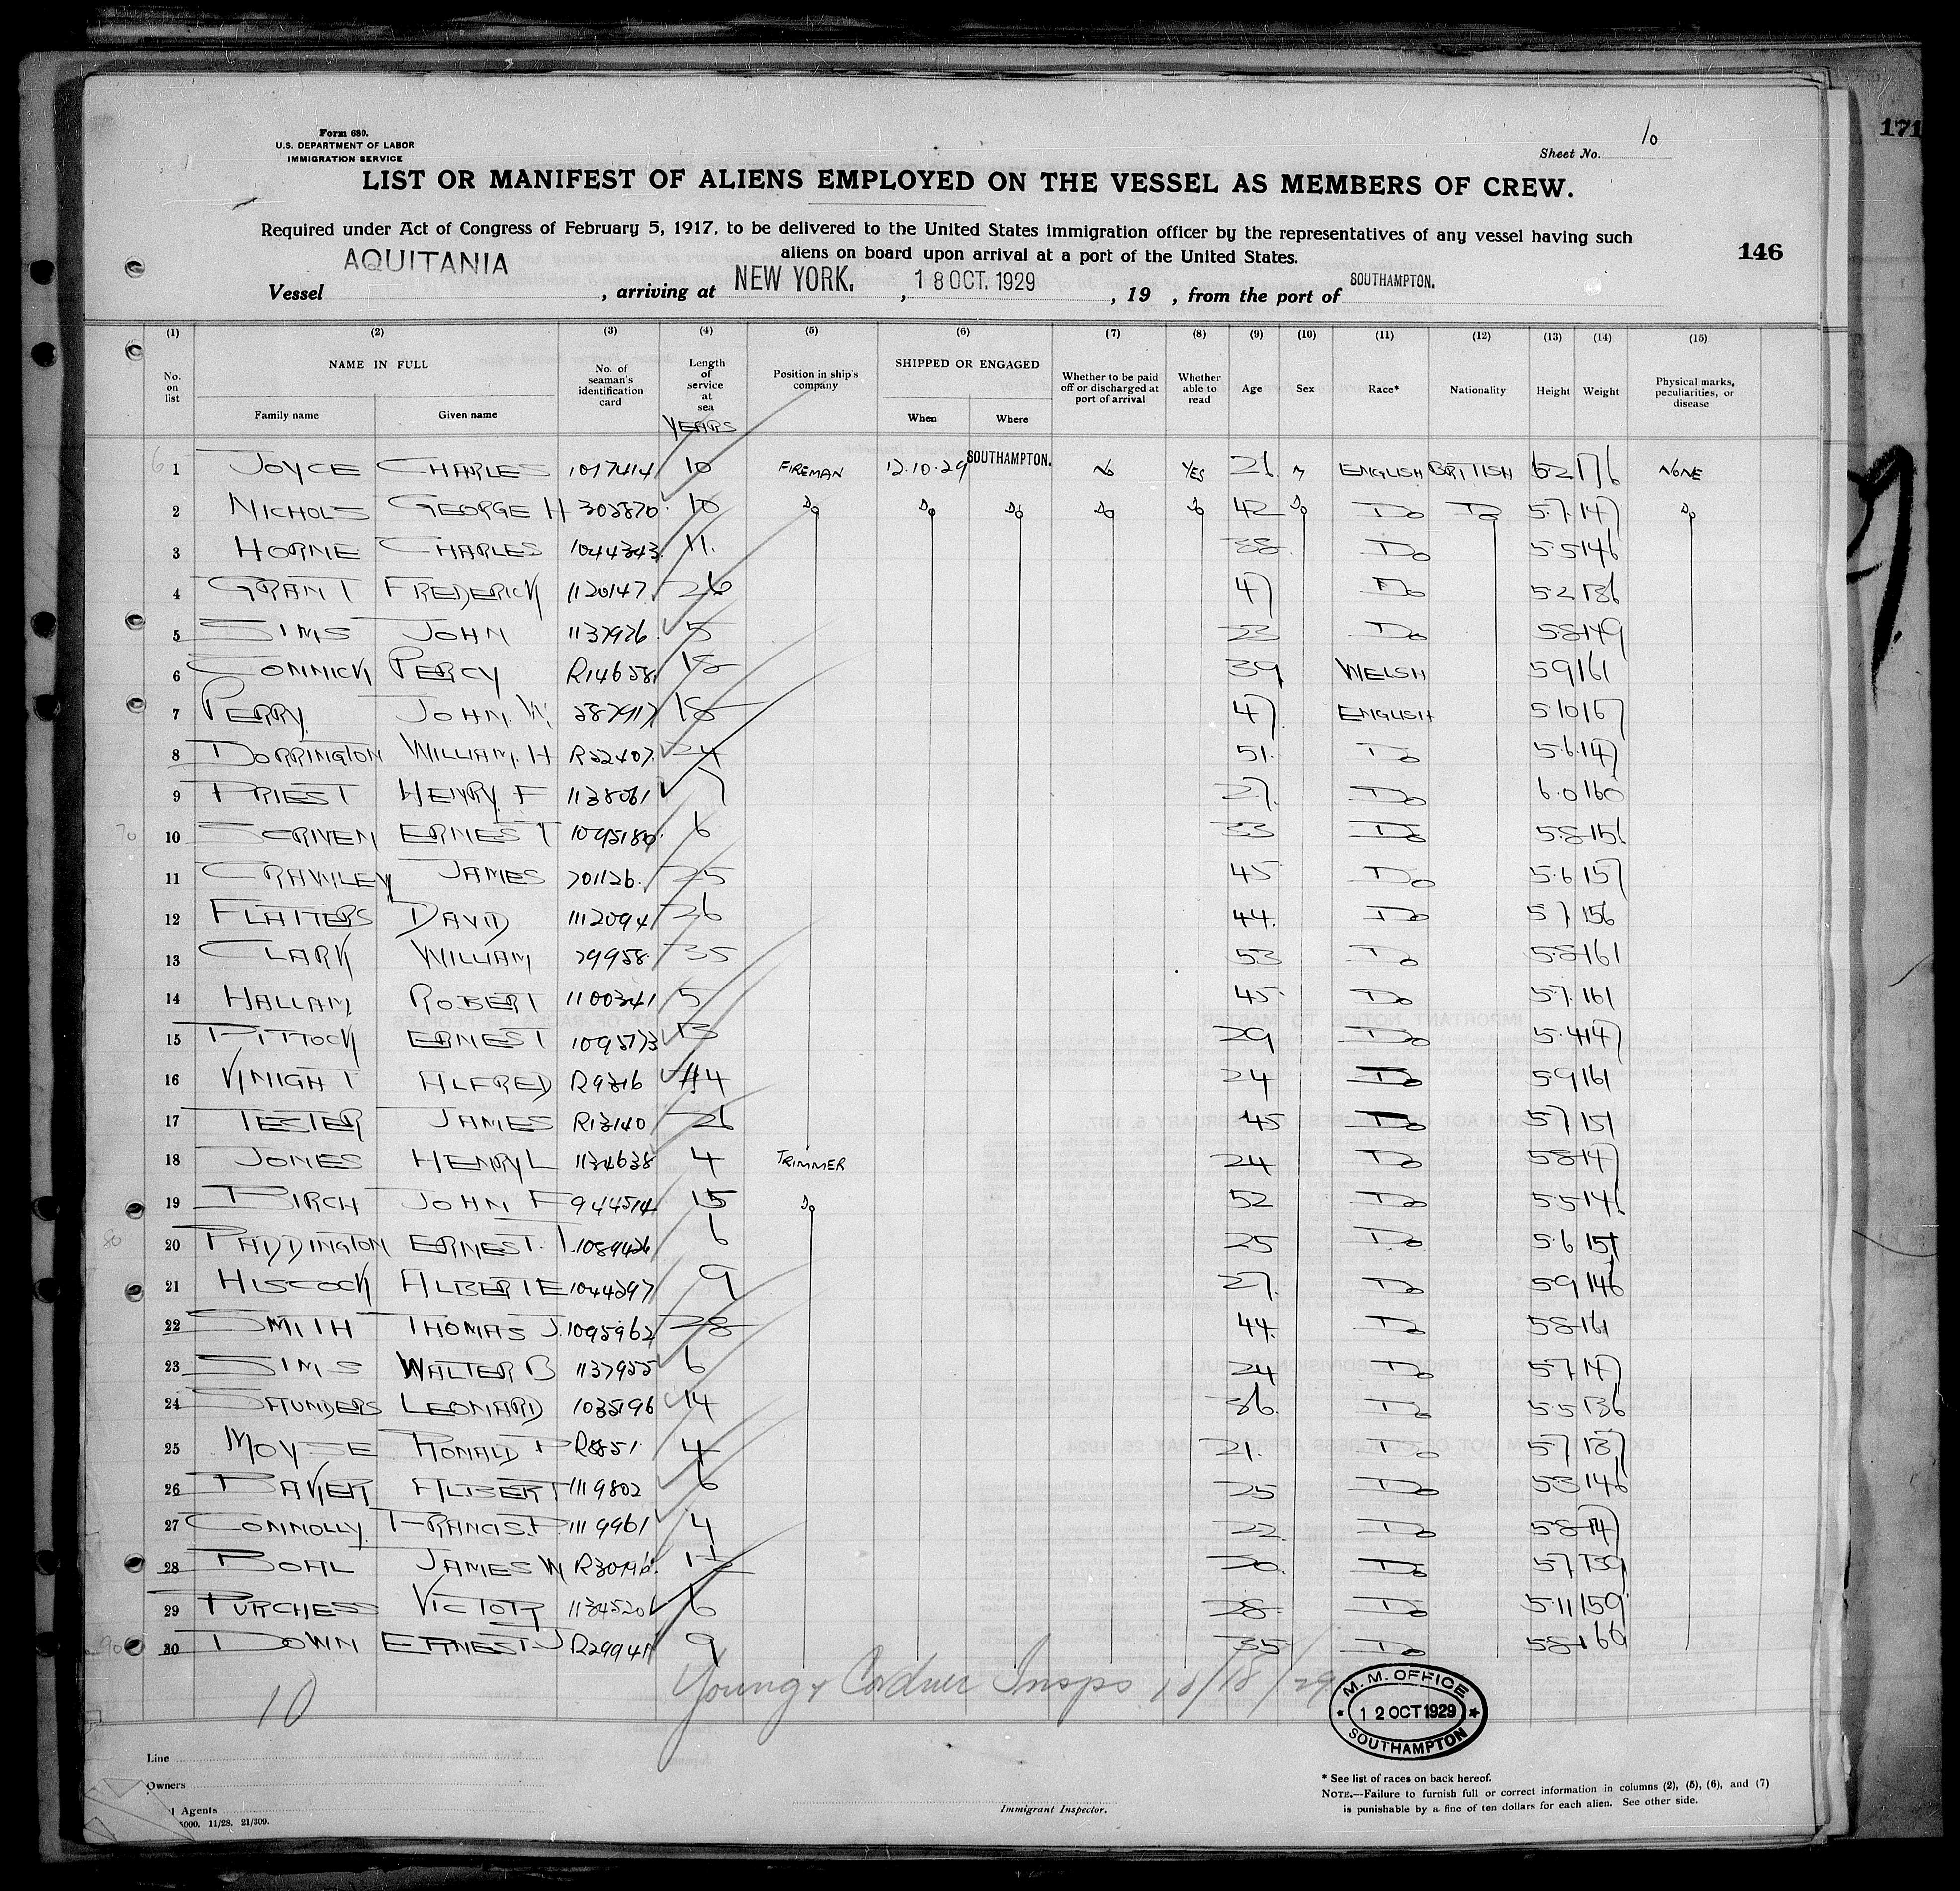 171
Form 680.
U.S. DEPARTMENT OF LABOR
IMMIGRATION SERVICE
Sheet No. 10
LIST OR MANIFEST OF ALIENS EMPLOYED ON THE VESSEL AS MEMBERS OF CREW.
Required under Act of Congress of February 5, 1917, to be delivered to the United States immigration officer by the representatives of any vessel having such
aliens on board upon arrival at a port of the United States.
146
Vessel AQUITANIA, arriving at NEW YORK., 18 OCT. 1929, 19 , from the port of SOUTHAMPTON.
(1) (2) (3) (4) (5) (6) (7) (8) (9) (10) (11) (12) (13) (14) (15)
No. on list NAME IN FULL Family name Given name No. of seaman's identification card Length of service at sea YEARS Position in ship's company SHIPPED OR ENGAGED When Where Whether to be paid off or discharged at port of arrival Whether able to read Age Sex Race* Nationality Height Weight Physical marks, peculiarities, or disease
1 JOYCE CHARLES 1017414 10 FIREMAN 12.10.29 SOUTHAMPTON. No YES 26 M ENGLISH BRITISH 5.2 176 NONE
2 NICHOLS GEORGE H 10 Do Do Do Do Do 42 Do Do Do 5.7 147 Do
3 HORNE CHARLES 1044343 11. 38 Do 5.5 146
4 GRANT FREDERICK 1120147 26 47 Do 5.2 136
5 SIMS JOHN 1137926 5 23 Do 5.8 149
6 CONNICK PERCY 18 39 WELSH 5.9 161
7 PERRY JOHN. W. 18 47 ENGLISH 5.10 167
8 DORRINGTON WILLIAM. H 24 51. Do 5.6 147
9 PRIEST HENRY F 1138061 7 27. Do 6.0 160
10 SCRIVEN ERNEST 6 33 Do 5.8 156
11 CRAWLEY JAMES 701126. 25 45 Do 5.6 157
12 FLATTERS DAVID 1112094 26 44. Do 5.7 156
13 CLARK WILLIAM 79958 35 53 Do 5.8 161
14 HALLAM ROBERT 1100341 5 45 Do 5.7. 161
15 PITTOCK ERNEST 13 29 Do 5.4 147
16 KNIGHT ALFRED R9316 4 24 Do 5.9 161
17 TESTER JAMES R13140 26 45 Do 5.7 151
18 JONES HENRY L 1134638 4 TRIMMER 24 Do 5.8 147
19 BIRCH JOHN F 944514 15 Do 52 Do 5.5 146
20 PADDINGTON ERNEST. 1089426 6 25 Do 5.6 151
21 HISCOCK ALBERT E 1044297 9 27. Do 5.9 146
22 SMITH THOMAS J. 1095962 28 44. Do 5.8 161
23 SIMS WALTER B 1137955 6 24 Do 5.7 147
24 SAUNDERS LEONARD 1035196 14 36. Do 5.5 136
25 MOYSE RONALD P R8851 4 21. Do 5.7 137
26 BAKER ALBERT 1119802 6 25 Do 5.3 146
27 CONNOLLY. FRANCIS. P 1119961 4 22. Do 5.8 147
28 BOHL JAMES W 30. Do 5.7 139
29 PURCHESS VICTOR 1134520 6 28 Do 5.11 159
30 DOWN ERNEST J R29941 9 35 Do 5.8 160
10
Young & Cordner Insps 10/18/29
M. M. OFFICE
12 OCT 1929
SOUTHAMPTON
Line
Owners
Agents
5000. 11/28. 21/309.
Immigrant Inspector.
* See list of races on back hereof.
NOTE.—Failure to furnish full or correct information in columns (2), (5), (6), and (7)
is punishable by a fine of ten dollars for each alien. See other side.